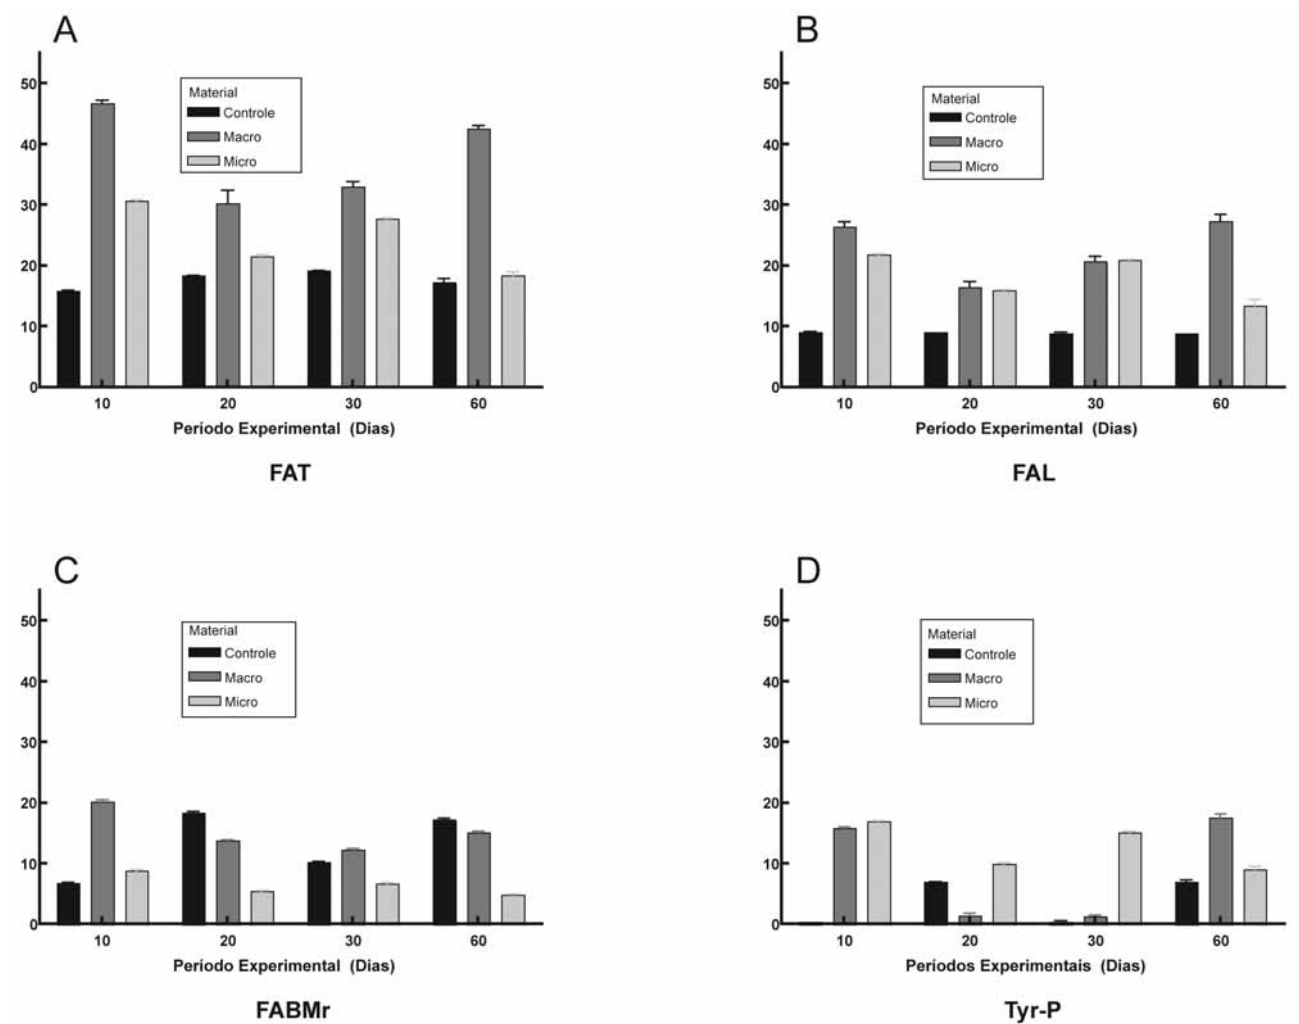 A
50
40
30
20
10
0
Material
Controle
Macro
Micro
10 20 30 60
Período Experimental (Dias)
FAT
B
50
40
30
20
10
0
Material
Controle
Macro
Micro
10 20 30 60
Período Experimental (Dias)
FAL
C
50
40
30
20
10
0
Material
Controle
Macro
Micro
10 20 30 60
Período Experimental (Dias)
FABMr
D
50
40
30
20
10
0
Material
Controle
Macro
Micro
10 20 30 60
Períodos Experimentais (Dias)
Tyr-P